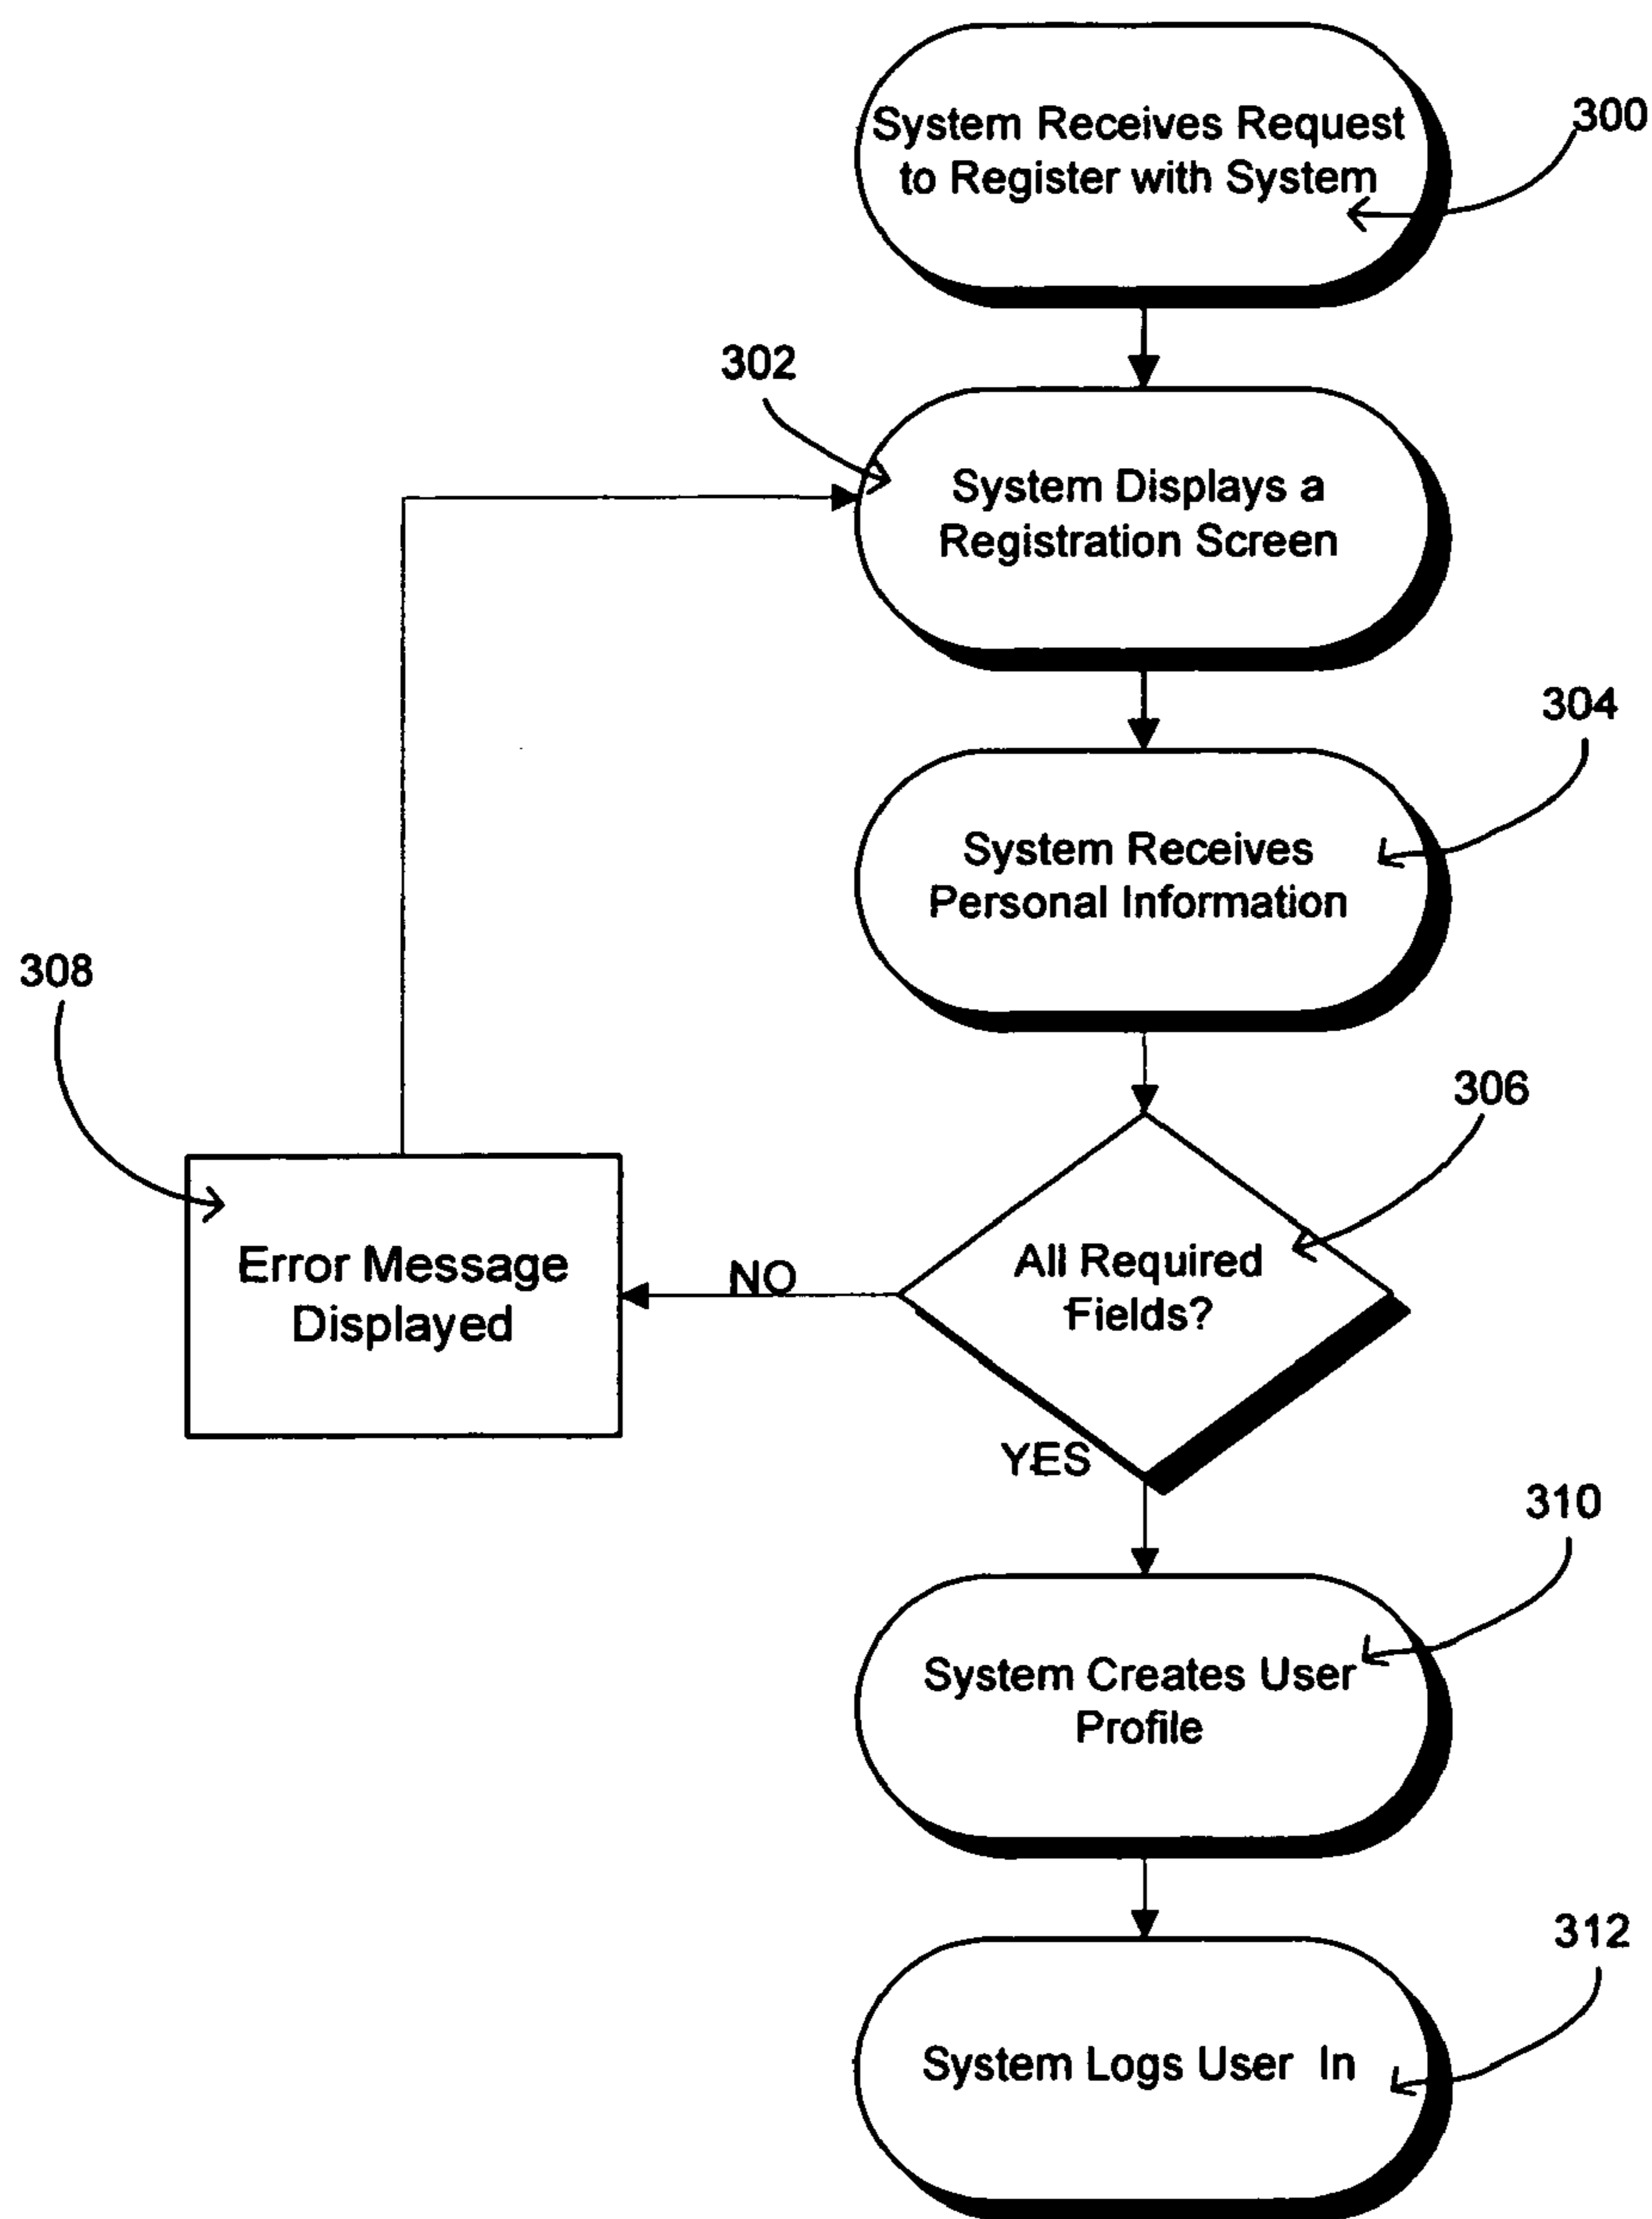 System Receives Request
to Register with System
300
302
System Displays a
Registration Screen
304
System Receives
Personal Information
308
306
Error Message
Displayed
NO
All Required
Fields?
YES
310
System Creates User
Profile
312
System Logs User In